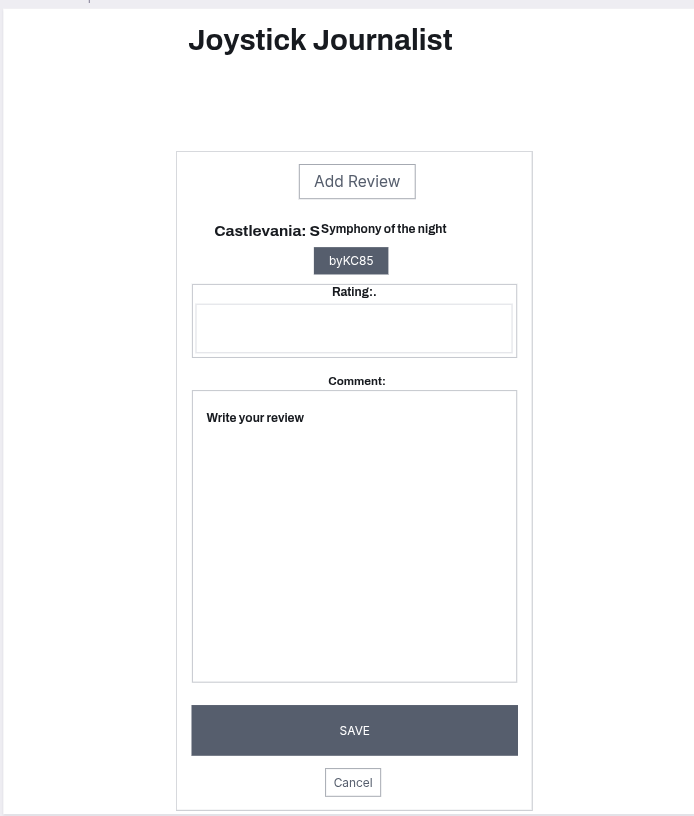 Joystick Journalist
Add Review
Castlevania: S Symphony of the night
byKC85
Rating:.
Comment:
Write your review
SAVE
Cancel